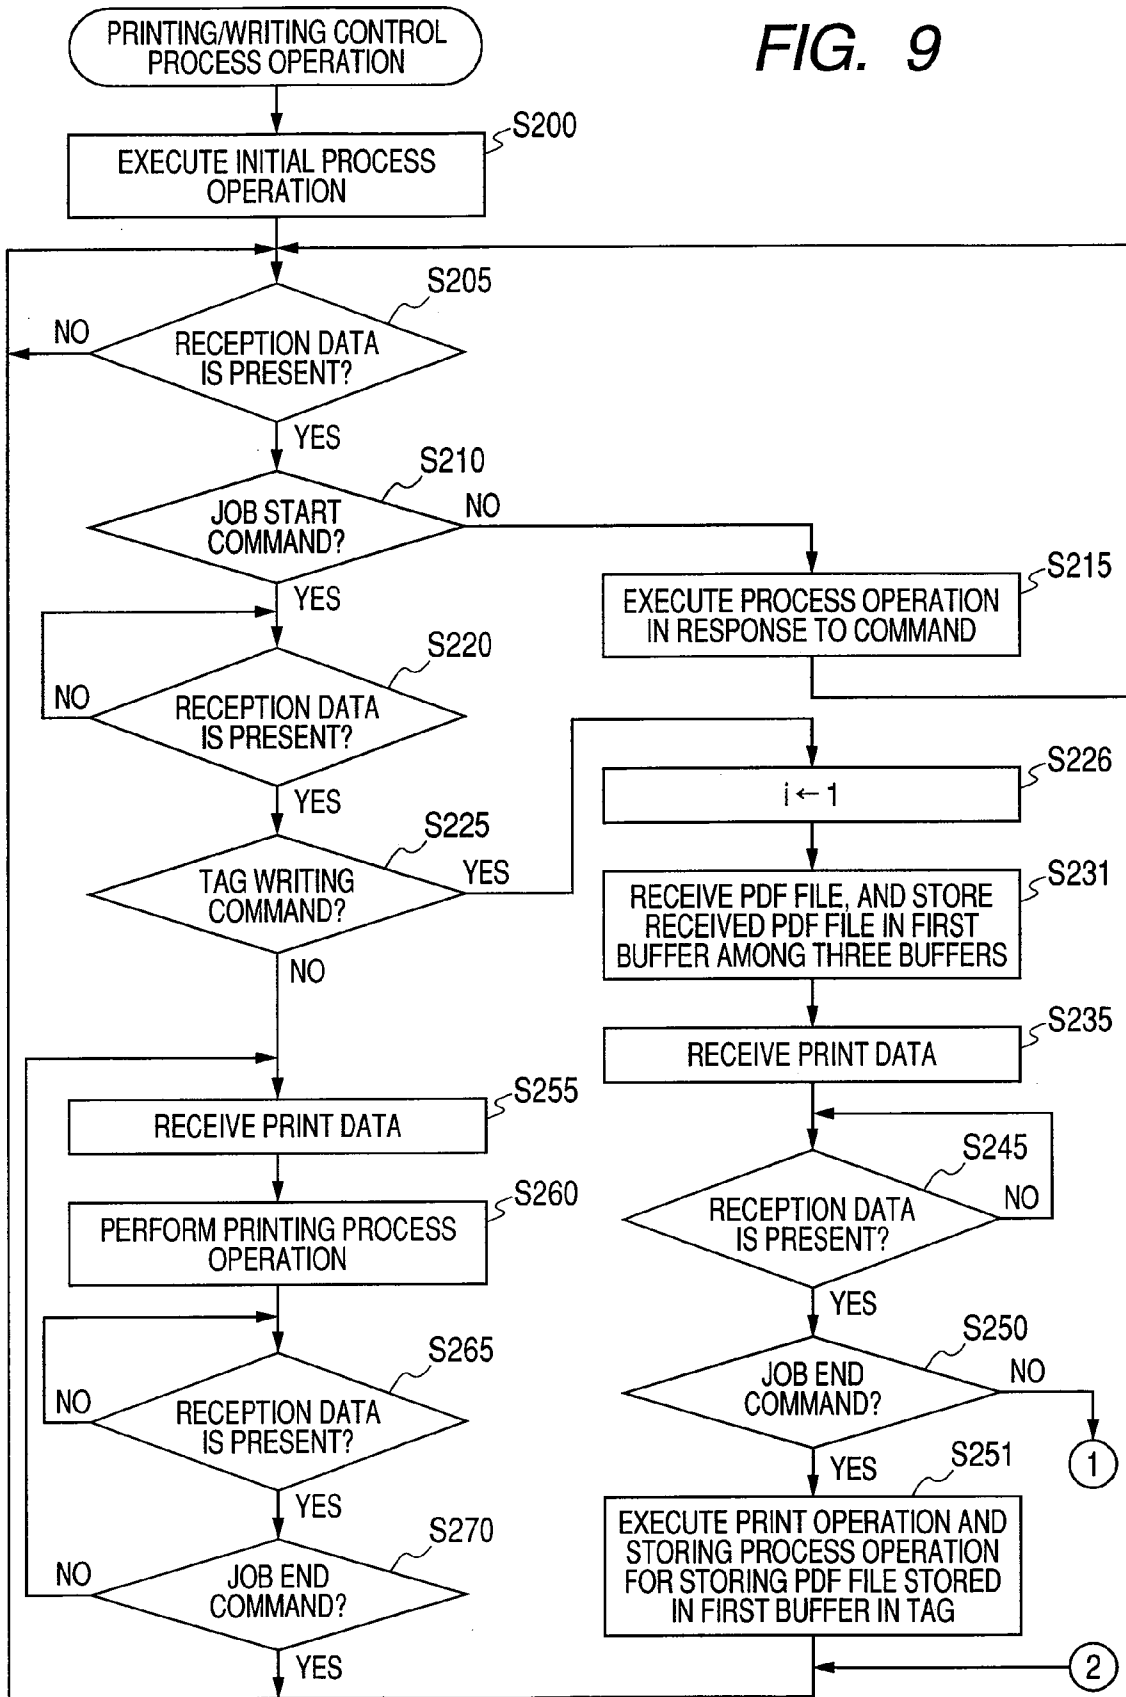 PRINTING/WRITING CONTROL
PROCESS OPERATION
FIG. 9
S200
EXECUTE INITIAL PROCESS
OPERATION
S205
NO
RECEPTION DATA
IS PRESENT?
YES
S210
NO
JOB START
COMMAND?
YES
S215
EXECUTE PROCESS OPERATION
IN RESPONSE TO COMMAND
S220
NO
RECEPTION DATA
IS PRESENT?
YES
S225
TAG WRITING
COMMAND?
YES
NO
S226
i ← 1
S231
RECEIVE PDF FILE, AND STORE
RECEIVED PDF FILE IN FIRST
BUFFER AMONG THREE BUFFERS
S235
RECEIVE PRINT DATA
S245
NO
RECEPTION DATA
IS PRESENT?
YES
S250
JOB END
COMMAND?
NO
1
YES
S251
EXECUTE PRINT OPERATION AND
STORING PROCESS OPERATION
FOR STORING PDF FILE STORED
IN FIRST BUFFER IN TAG
2
S255
RECEIVE PRINT DATA
S260
PERFORM PRINTING PROCESS
OPERATION
S265
NO
RECEPTION DATA
IS PRESENT?
YES
S270
NO
JOB END
COMMAND?
YES